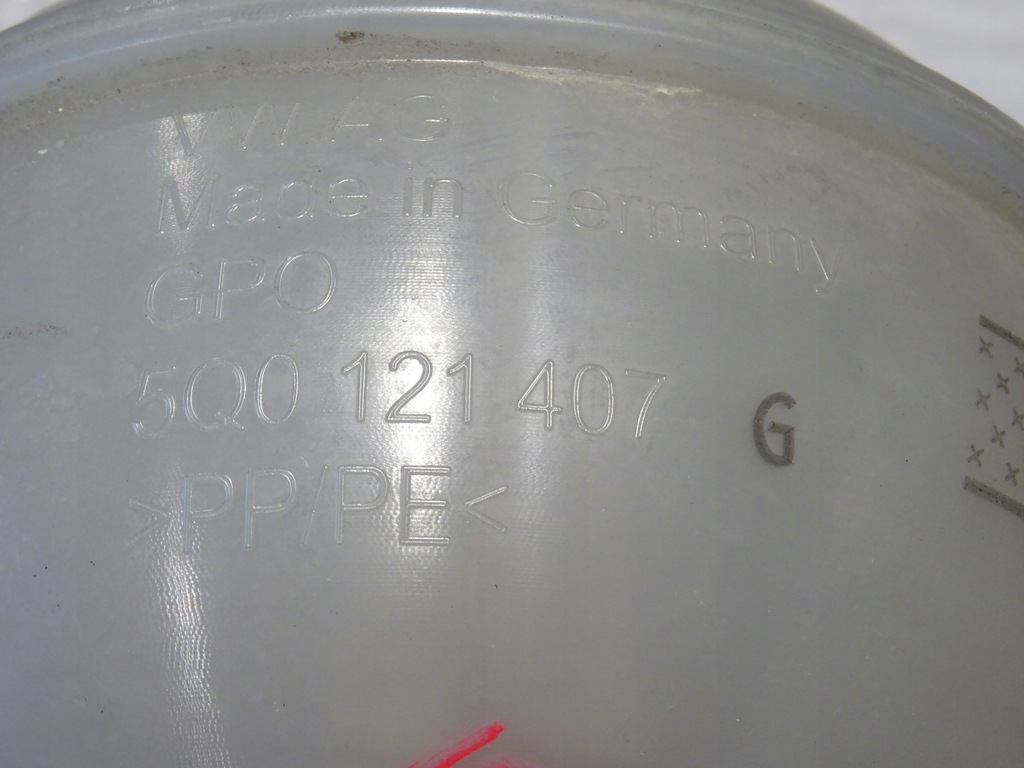 VW AG
Made in Germany
GPO
5Q0 121 407 G
>PP/PE<